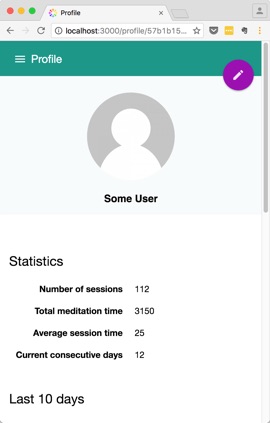 Profile
localhost:3000/profile/57b1b15...
Profile
Some User
Statistics
Number of sessions 112
Total meditation time 3150
Average session time 25
Current consecutive days 12
Last 10 days